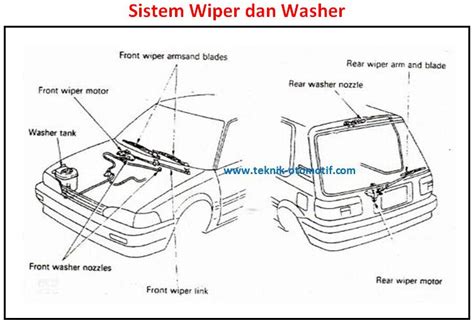 Sistem Wiper dan Washer
Front wiper armsand blades
Rear wiper arm and blade
Rear washer nozzle
Front wiper motor
Washer tank
www.teknik-otomotif.com
Front washer nozzles
Front wiper link
Rear wiper motor